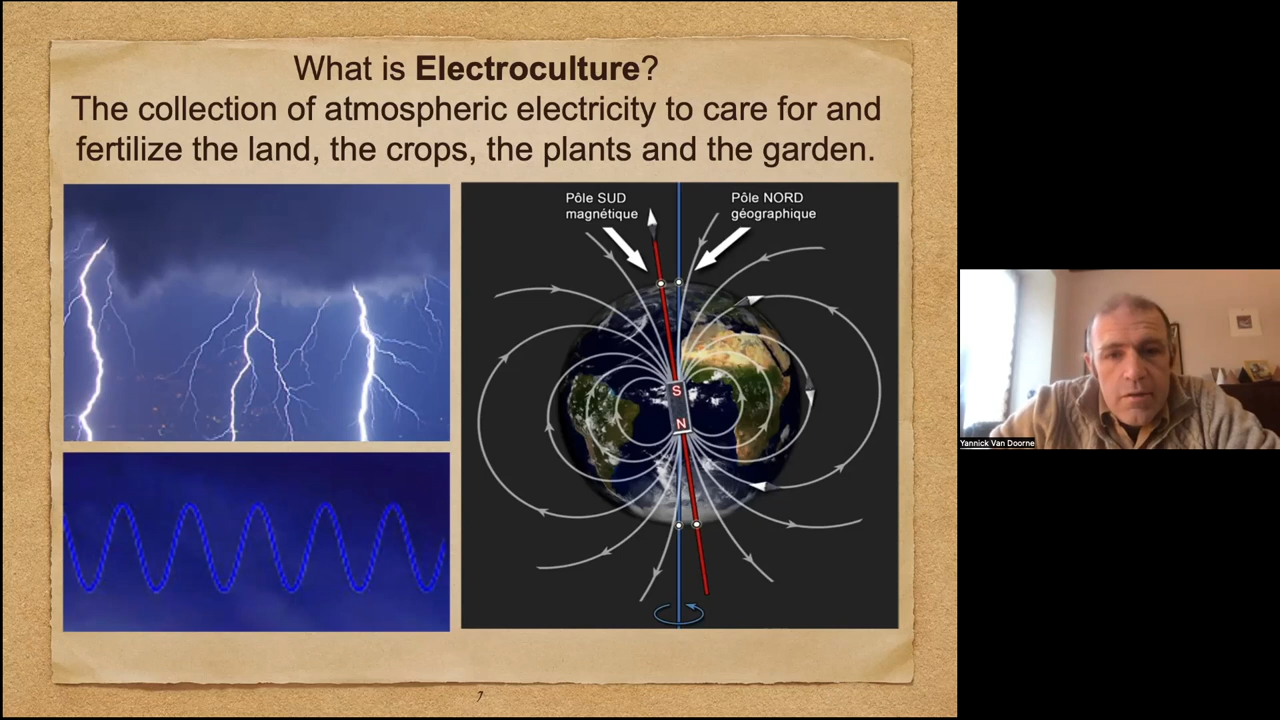 What is Electroculture?
The collection of atmospheric electricity to care for and
fertilize the land, the crops, the plants and the garden.
Pôle SUD
magnétique
Pôle NORD
géographique
S
N
7
Yannick Van Doorne